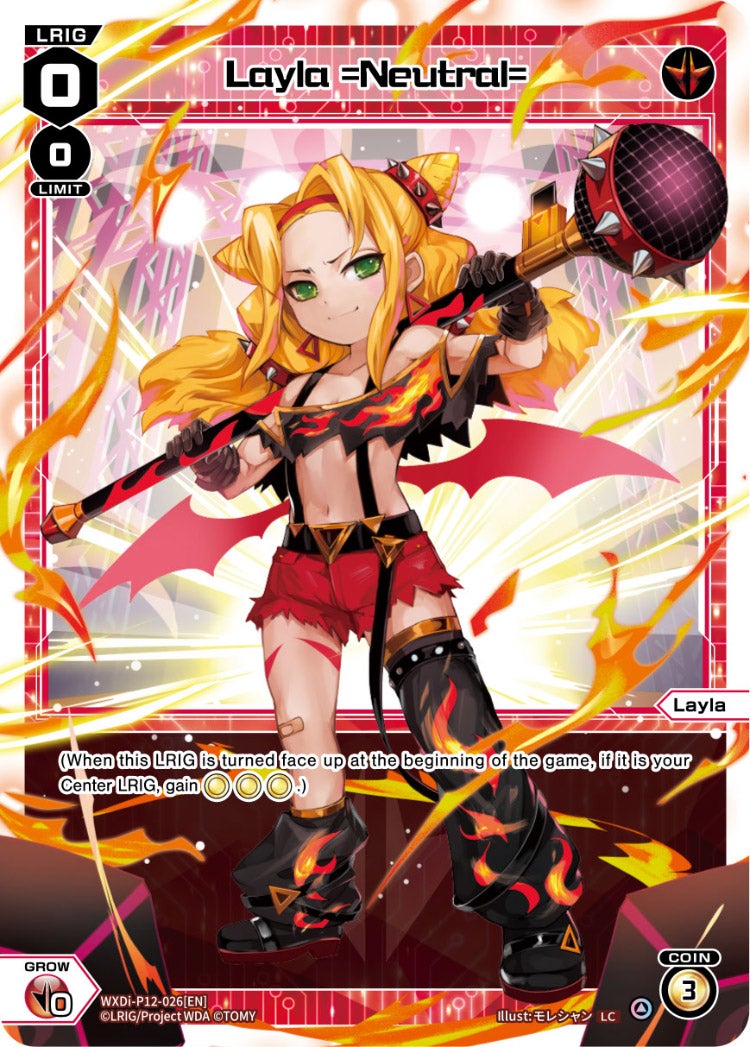 LRIG
0
Layla =Neutral=
0
LIMIT
Layla
(When this LRIG is turned face up at the beginning of the game, if it is your
Center LRIG, gain .)
GROW
0
COIN
3
WXDi-P12-026[EN]
©LRIG/Project WDA ©TOMY
Illust:モレシャン LC